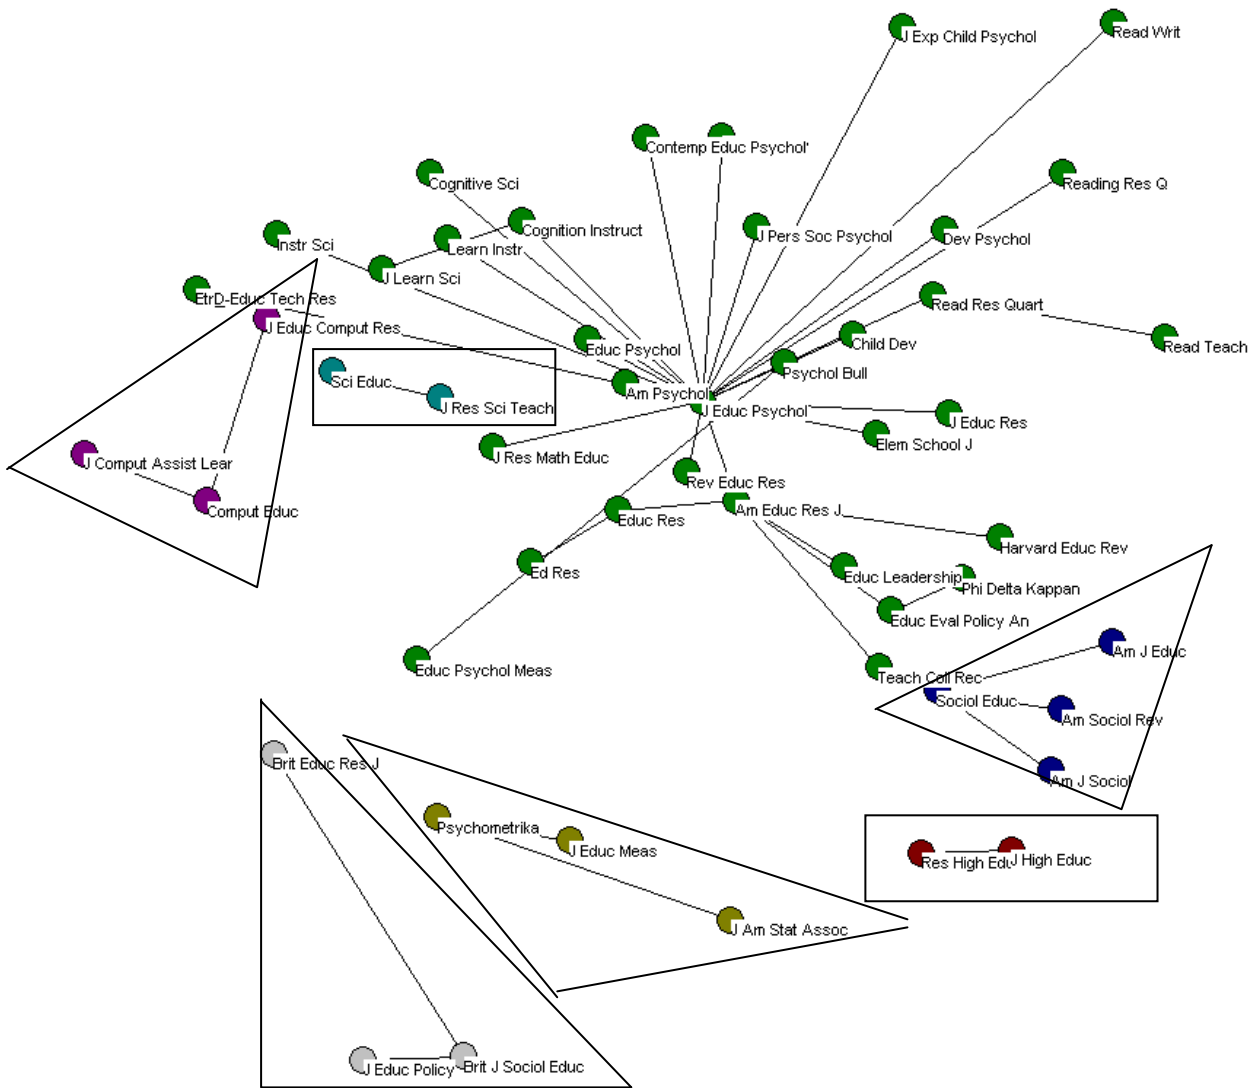 J Exp Child Psychol
Read Writ
Contemp Educ Psychol'
Cognitive Sci
Reading Res Q
Cognition Instruct
J Pers Soc Psychol
Dev Psychol
Instr Sci
Learn Instr
J Learn Sci
EtrD-Educ Tech Res
Read Res Quart
J Educ Comput Res
Child Dev
Read Teach
Educ Psychol
Psychol Bull
Sci Educ
Am Psychol
J Res Sci Teach
J Educ Psychol
J Educ Res
Elem School J
J Res Math Educ
J Comput Assist Lear
Rev Educ Res
Comput Educ
Am Educ Res J
Educ Res
Harvard Educ Rev
Ed Res
Educ Leadership
Phi Delta Kappan
Educ Eval Policy An
Am J Educ
Educ Psychol Meas
Teach Coll Rec
Sociol Educ
Am Sociol Rev
Brit Educ Res J
Am J Sociol
Psychometrika
J Educ Meas
Res High Educ
J High Educ
J Am Stat Assoc
J Educ Policy
Brit J Sociol Educ